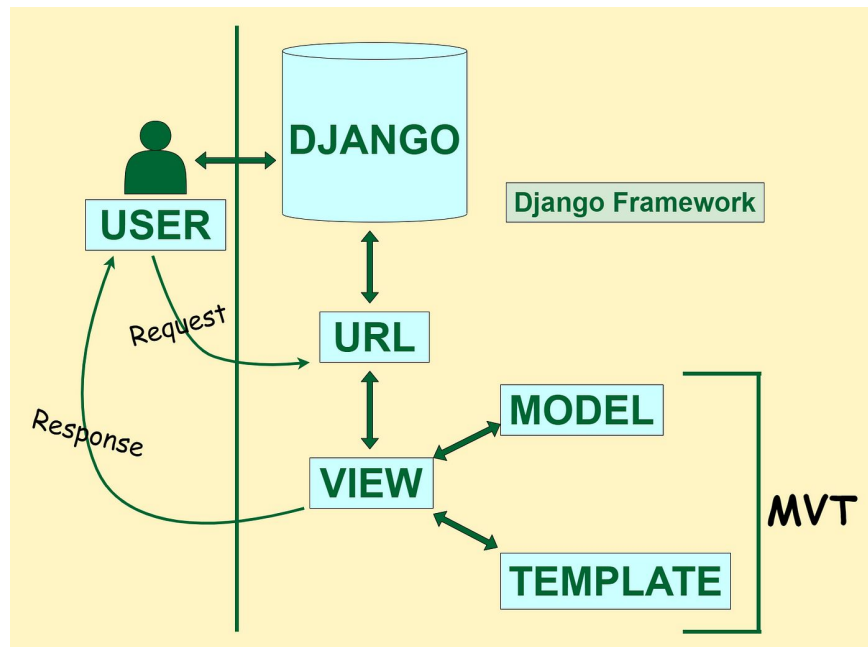 DJANGO
Django Framework
USER
Request
URL
MODEL
Response
VIEW
MVT
TEMPLATE